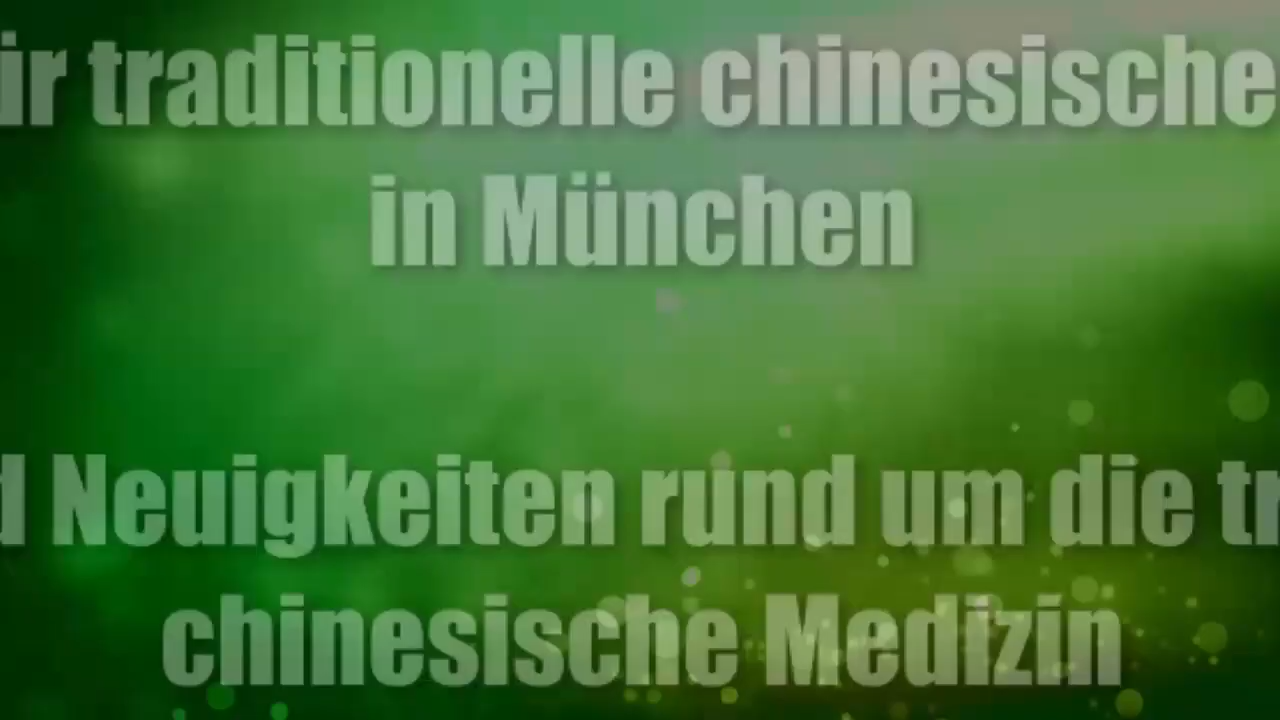 ir traditionelle chinesische
in München
d Neuigkeiten rund um die tr
chinesische Medizin